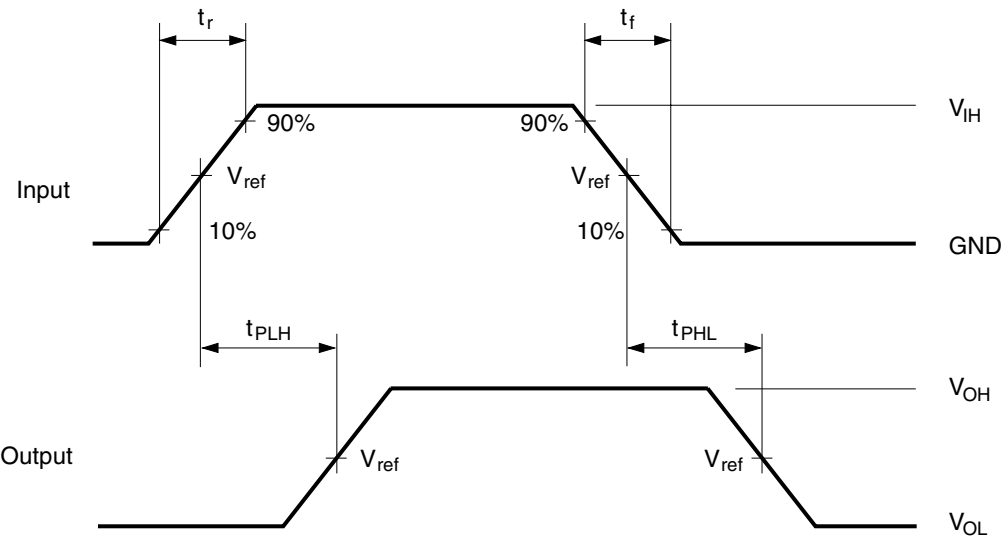 tr tf
VIH
90% 90%
Input Vref Vref
10% 10%
GND
tPLH tPHL
VOH
Output Vref Vref
VOL